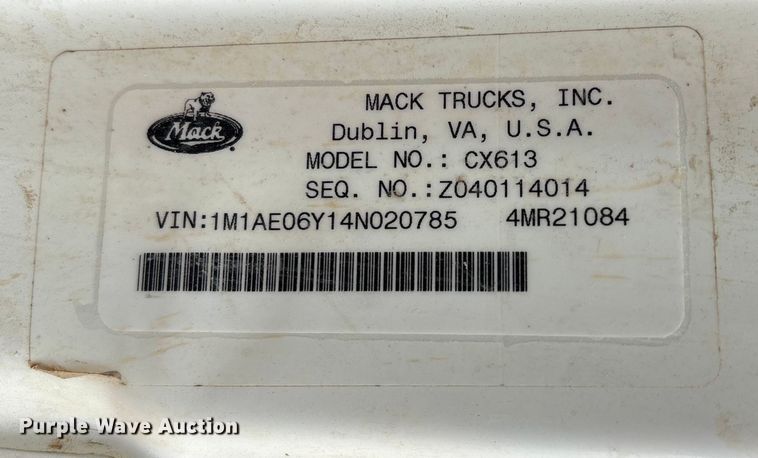 MACK TRUCKS, INC.
Mack
Dublin, VA, U.S.A.
MODEL NO.: CX613
SEQ. NO.:Z040114014
VIN:1M1AE06Y14N020785 4MR21084
Purple Wave Auction